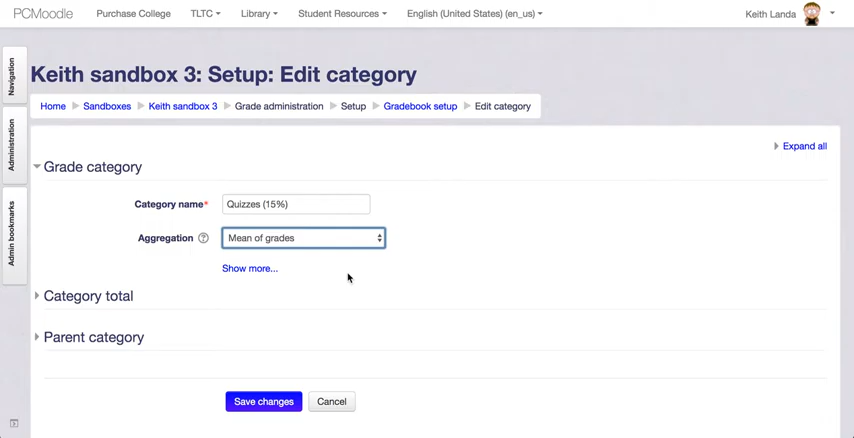 PCMoodle Purchase College TLTC Library Student Resources English (United States) (en_us) Keith Landa
Navigation
Administration
Admin bookmarks
Keith sandbox 3: Setup: Edit category
Home Sandboxes Keith sandbox 3 Grade administration Setup Gradebook setup Edit category
Expand all
Grade category
Category name* Quizzes (15%)
Aggregation ? Mean of grades
Show more...
Category total
Parent category
Save changes Cancel